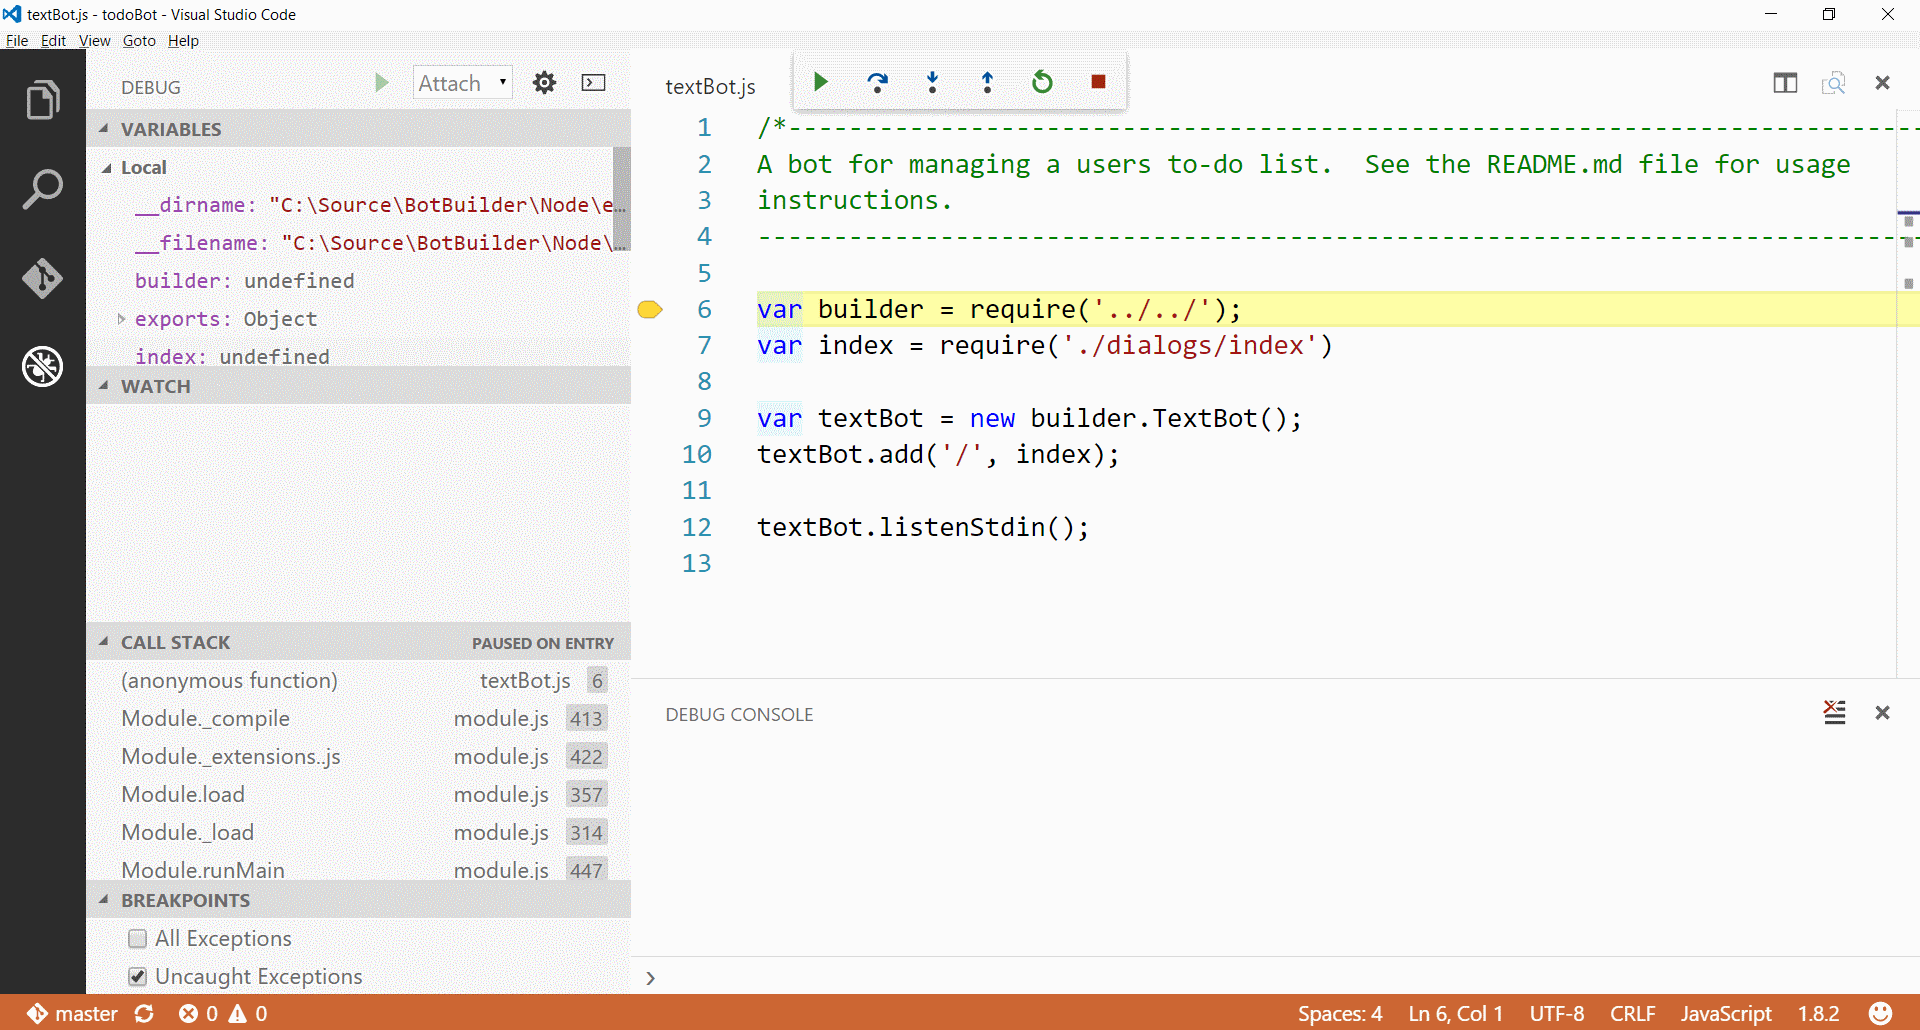 textBot.js - todoBot - Visual Studio Code
File Edit View Goto Help
DEBUG
Attach
VARIABLES
Local
__dirname: "C:\Source\BotBuilder\Node\e...
__filename: "C:\Source\BotBuilder\Node\...
builder: undefined
exports: Object
index: undefined
WATCH
CALL STACK PAUSED ON ENTRY
(anonymous function) textBot.js 6
Module._compile module.js 413
Module._extensions..js module.js 422
Module.load module.js 357
Module._load module.js 314
Module.runMain module.js 447
BREAKPOINTS
All Exceptions
Uncaught Exceptions
textBot.js
1 /*---------------------------------------------------------------------------
2 A bot for managing a users to-do list.  See the README.md file for usage
3 instructions.
4 -----------------------------------------------------------------------------
5
6 var builder = require('../../');
7 var index = require('./dialogs/index')
8
9 var textBot = new builder.TextBot();
10 textBot.add('/', index);
11
12 textBot.listenStdin();
13
DEBUG CONSOLE
master 0 0 Spaces: 4 Ln 6, Col 1 UTF-8 CRLF JavaScript 1.8.2